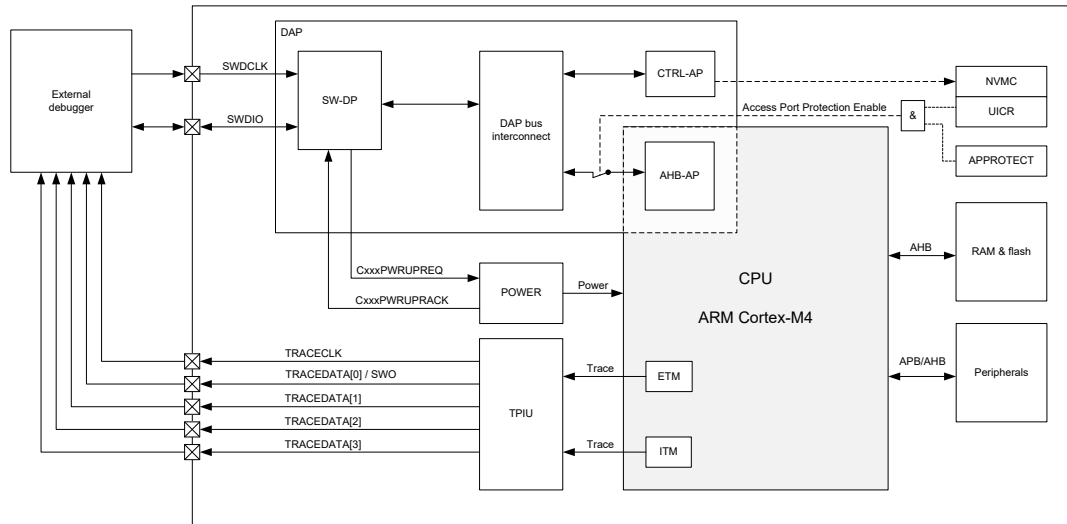 DAP
External
debugger
SWDCLK
SWDIO
SW-DP
DAP bus
interconnect
CTRL-AP
Access Port Protection Enable
&
NVMC
UICR
APPROTECT
AHB-AP
CxxxPWRUPREQ
CxxxPWRUPRACK
POWER
Power
CPU
ARM Cortex-M4
AHB
RAM & flash
APB/AHB
Peripherals
TRACECLK
TRACEDATA[0] / SWO
TRACEDATA[1]
TRACEDATA[2]
TRACEDATA[3]
TPIU
Trace
ETM
Trace
ITM